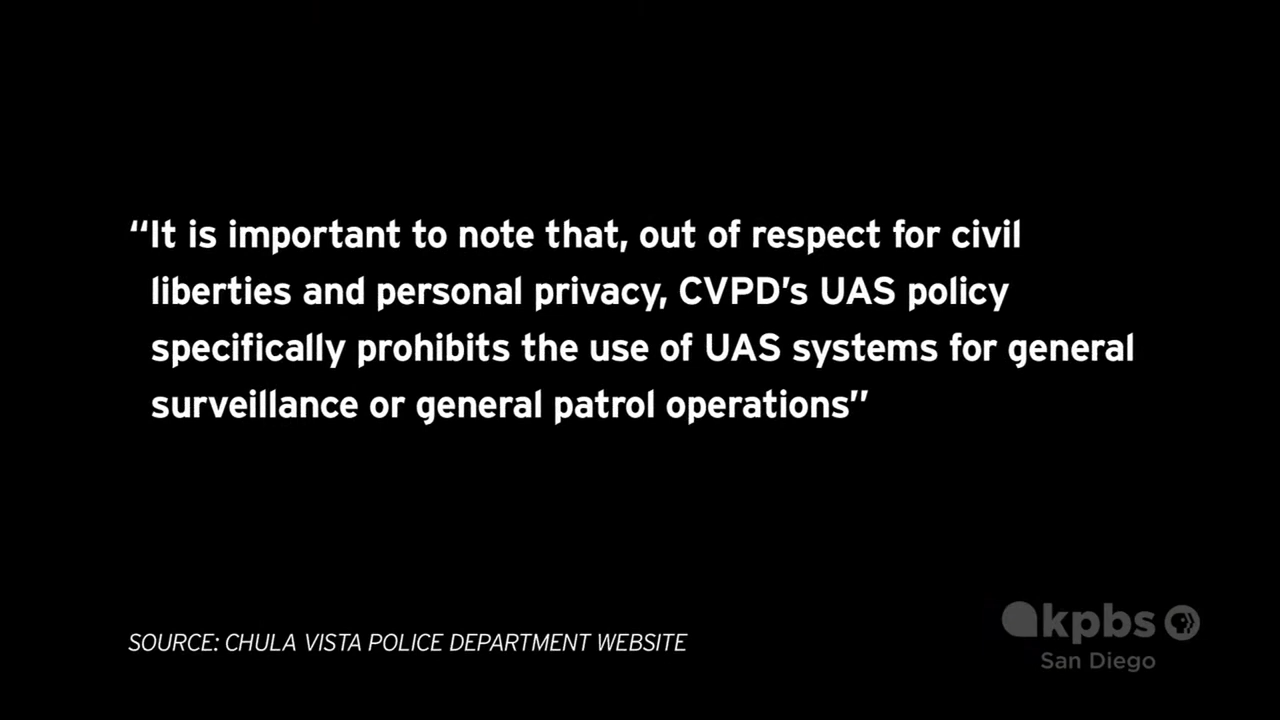 “It is important to note that, out of respect for civil
liberties and personal privacy, CVPD’s UAS policy
specifically prohibits the use of UAS systems for general
surveillance or general patrol operations”
SOURCE: CHULA VISTA POLICE DEPARTMENT WEBSITE
kpbs
San Diego